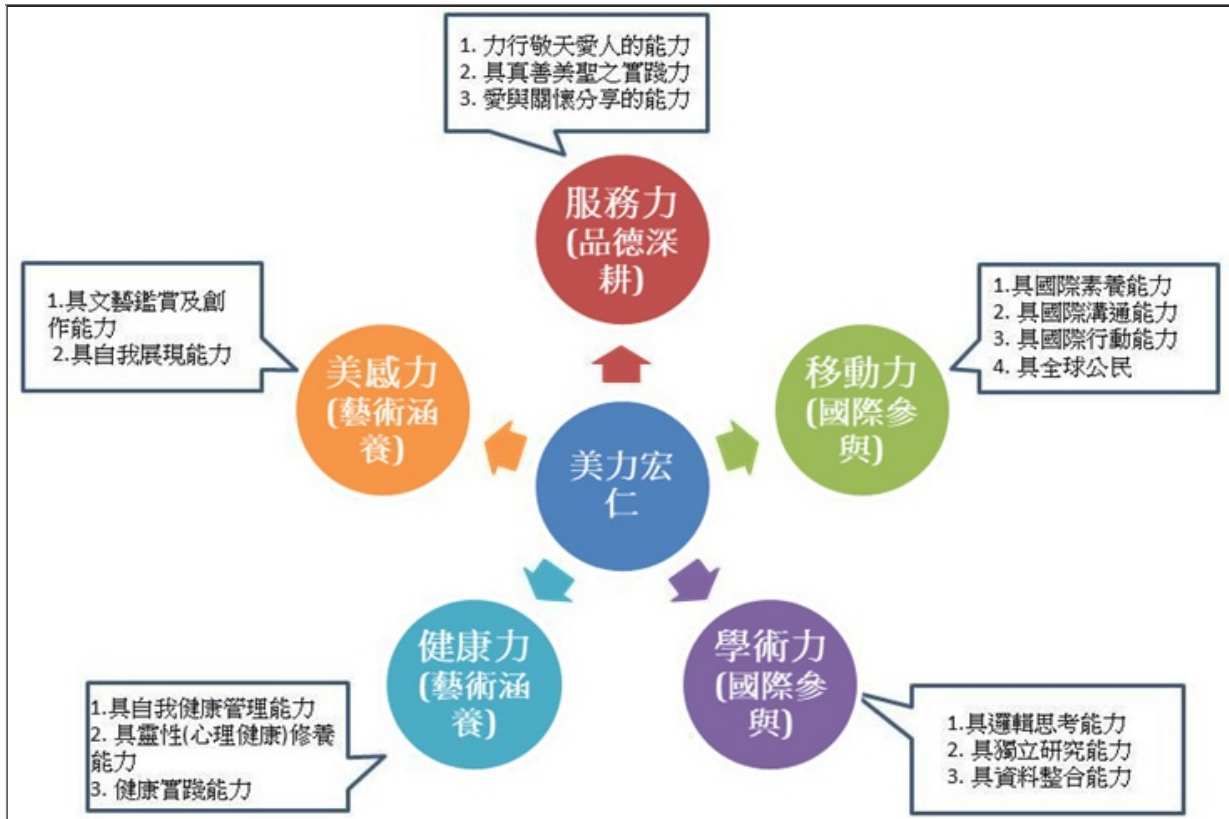 1. 力行敬天愛人的能力
2. 具真善美聖之實踐力
3. 愛與關懷分享的能力
服務力
(品德深
耕)
1.具文藝鑑賞及創
作能力
2.具自我展現能力
美感力
(藝術涵
養)
1.具國際素養能力
2. 具國際溝通能力
3. 具國際行動能力
4. 具全球公民
移動力
(國際參
與)
美力宏
仁
健康力
(藝術涵
養)
1.具自我健康管理能力
2. 具靈性(心理健康)修養
能力
3. 健康實踐能力
學術力
(國際參
與)
1.具邏輯思考能力
2.具獨立研究能力
3. 具資料整合能力